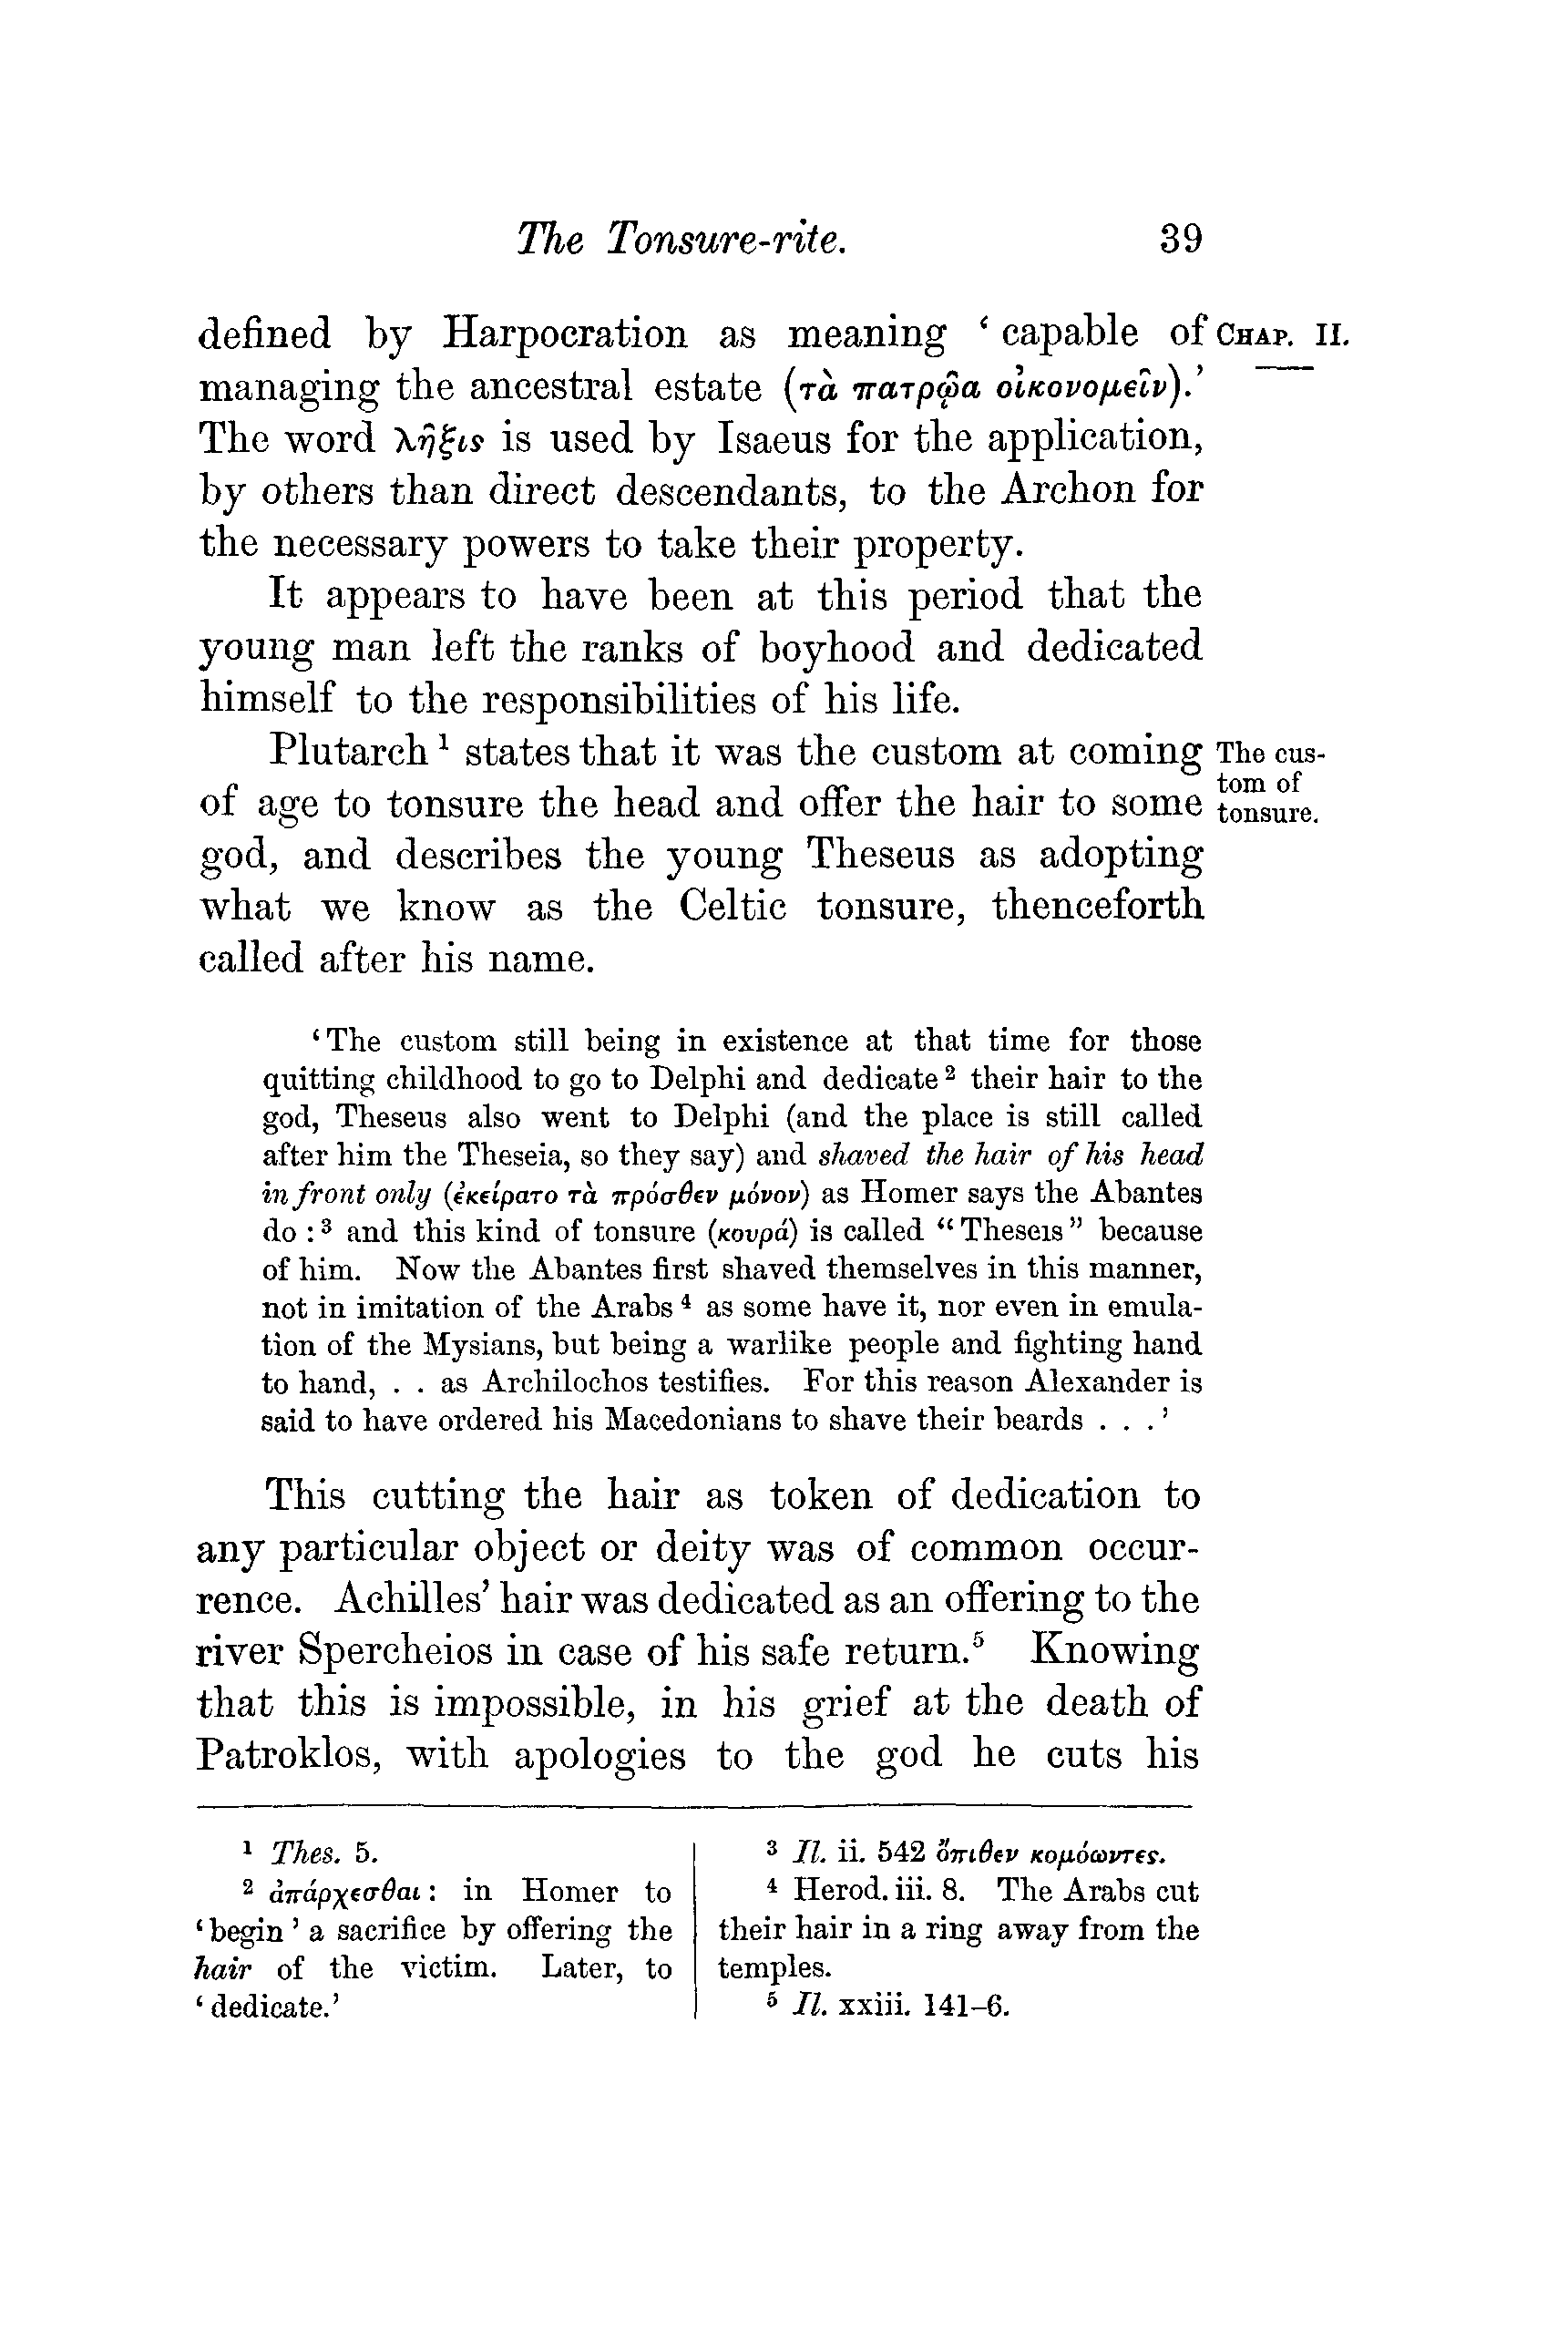 The Tonsure-rite. 39
defined by Harpocration as meaning ‘capable of CHAP. II.
managing the ancestral estate (τὰ πατρῷα οἰκονομεῖν).’
The word λῆξις is used by Isaeus for the application,
by others than direct descendants, to the Archon for
the necessary powers to take their property.
It appears to have been at this period that the
young man left the ranks of boyhood and dedicated
himself to the responsibilities of his life.
Plutarch ¹ states that it was the custom at coming
of age to tonsure the head and offer the hair to some
god, and describes the young Theseus as adopting
what we know as the Celtic tonsure, thenceforth
called after his name.
The cus-
tom of
tonsure.
‘The custom still being in existence at that time for those
quitting childhood to go to Delphi and dedicate ² their hair to the
god, Theseus also went to Delphi (and the place is still called
after him the Theseia, so they say) and shaved the hair of his head
in front only (ἐκείρατο τὰ πρόσθεν μόνον) as Homer says the Abantes
do : ³ and this kind of tonsure (κουρά) is called “Theseis” because
of him. Now the Abantes first shaved themselves in this manner,
not in imitation of the Arabs ⁴ as some have it, nor even in emula-
tion of the Mysians, but being a warlike people and fighting hand
to hand, . . as Archilochos testifies. For this reason Alexander is
said to have ordered his Macedonians to shave their beards . . .’
This cutting the hair as token of dedication to
any particular object or deity was of common occur-
rence. Achilles’ hair was dedicated as an offering to the
river Spercheios in case of his safe return.⁵ Knowing
that this is impossible, in his grief at the death of
Patroklos, with apologies to the god he cuts his
¹ Thes. 5.
² ἀπάρχεσθαι : in Homer to
‘begin’ a sacrifice by offering the
hair of the victim. Later, to
‘dedicate.’
³ Il. ii. 542 ὄπιθεν κομόωντες.
⁴ Herod. iii. 8. The Arabs cut
their hair in a ring away from the
temples.
⁵ Il. xxiii. 141–6.